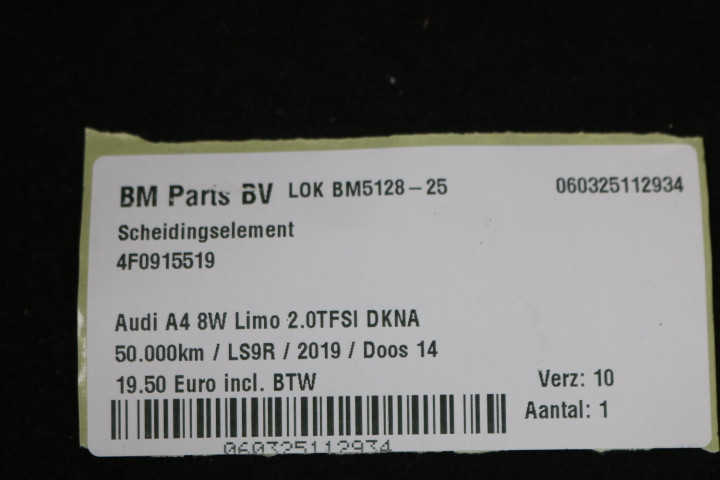 BM Parts BV LOK BM5128-25 060325112934
Scheidingselement
4F0915519
Audi A4 8W Limo 2.0TFSI DKNA
50.000km / LS9R / 2019 / Doos 14
19.50 Euro incl. BTW Verz: 10
Aantal: 1
060325112934